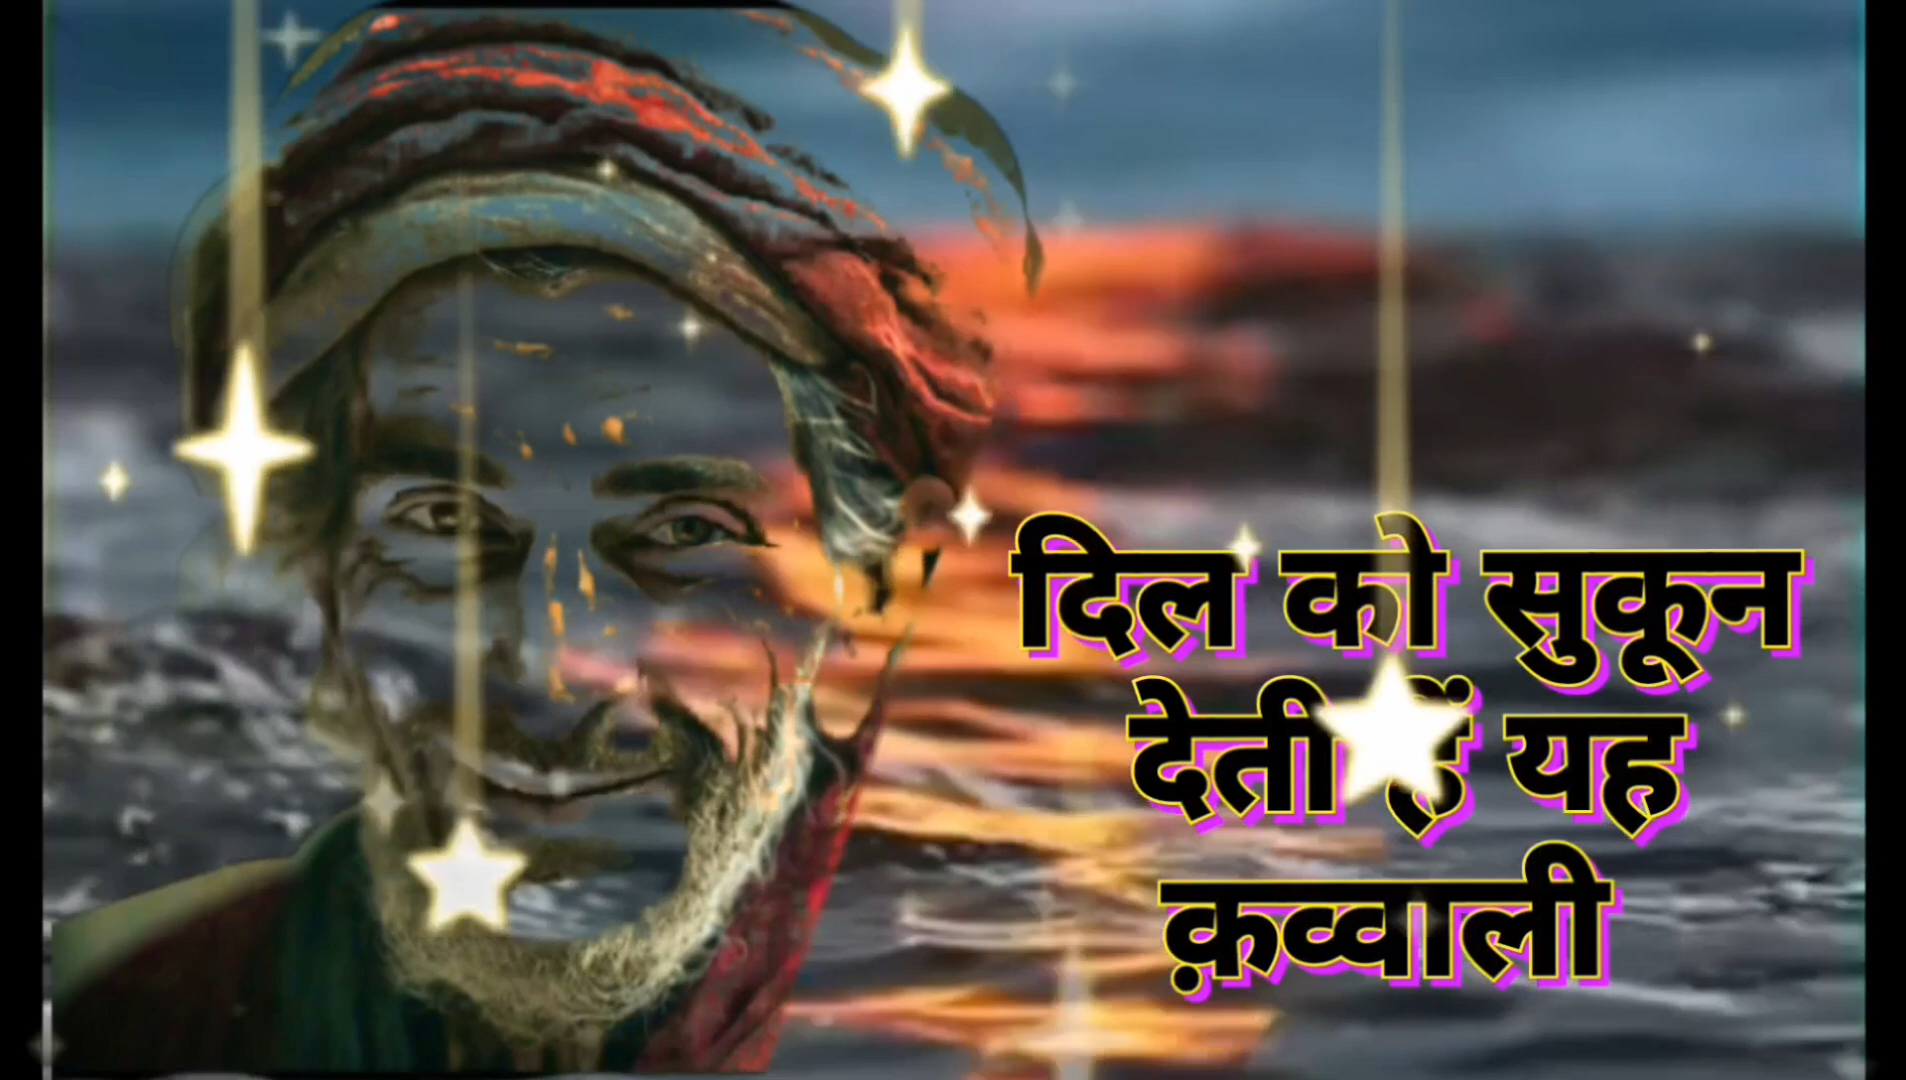 दिल को सुकून
देती हैं यह
क़व्वाली